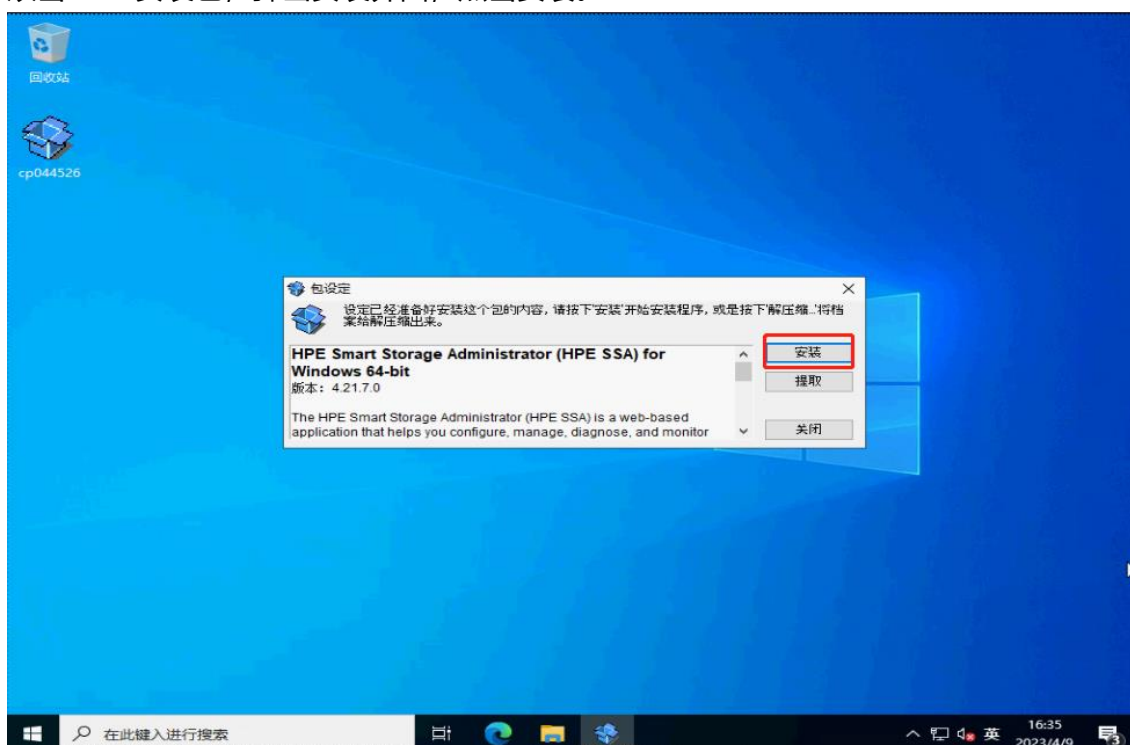 回收站
cp044526
包设定
设定已经准备好安装这个包的内容，请按下'安装'开始安装程序，或是按下'解压缩...'将档
案给解压缩出来。
HPE Smart Storage Administrator (HPE SSA) for
Windows 64-bit
版本：4.21.7.0
The HPE Smart Storage Administrator (HPE SSA) is a web-based
application that helps you configure, manage, diagnose, and monitor
安装
提取
关闭
在此键入进行搜索
英
16:35
2023/4/9
3